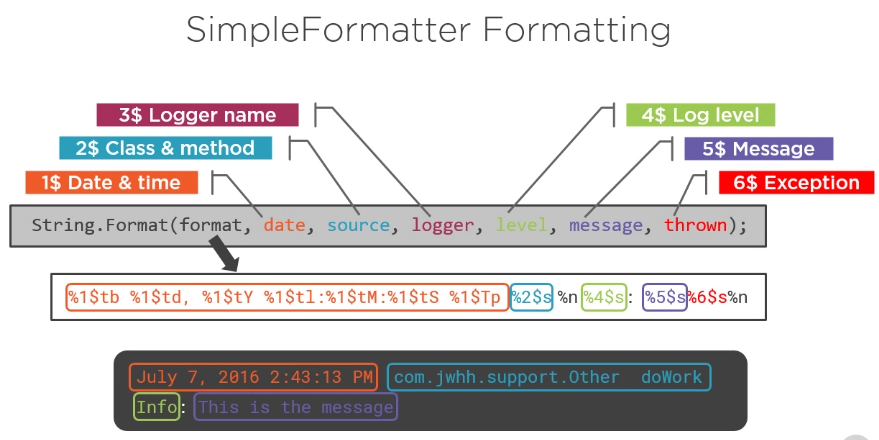 SimpleFormatter Formatting
3$ Logger name
4$ Log level
2$ Class & method
5$ Message
1$ Date & time
6$ Exception
String.Format(format, date, source, logger, level, message, thrown);
%1$tb %1$td, %1$tY %1$tl:%1$tM:%1$tS %1$Tp %2$s %n %4$s: %5$s%6$s%n
July 7, 2016 2:43:13 PM com.jwhh.support.Other doWork
Info: This is the message